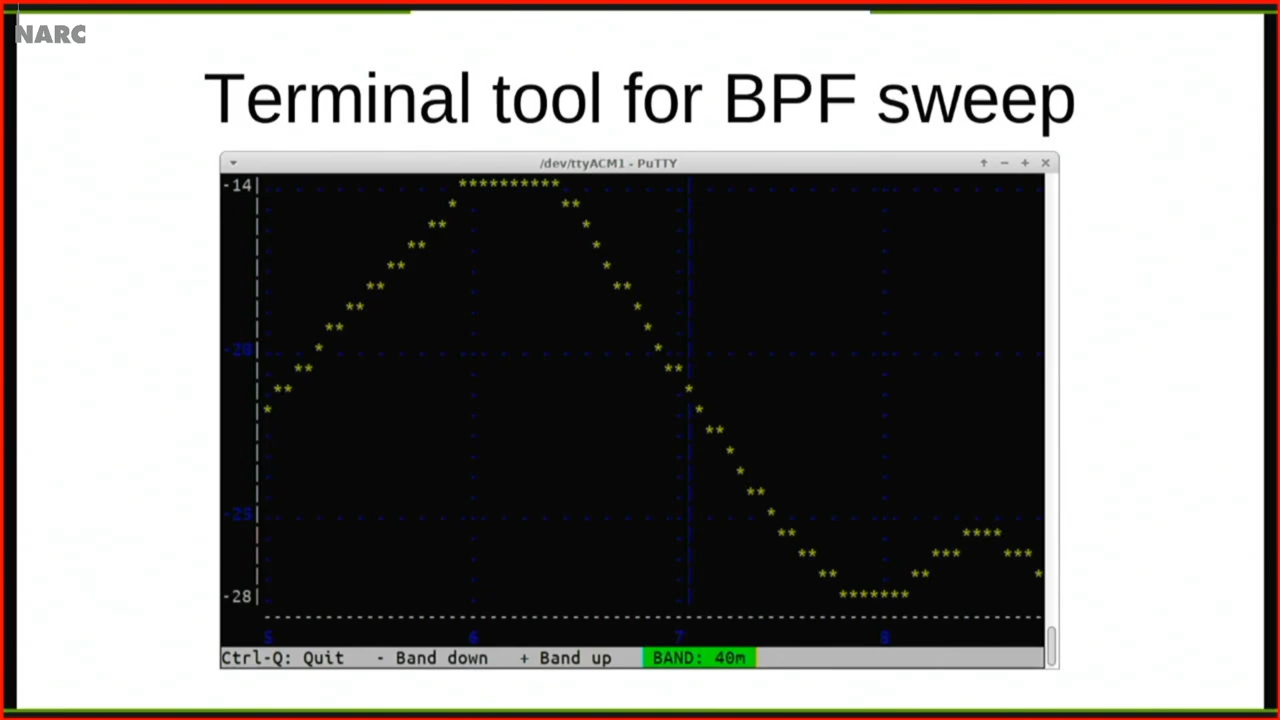 NARC
Terminal tool for BPF sweep
/dev/ttyACM1 - PuTTY
-14
-20
-25
-28
5 6 7 8
Ctrl-Q: Quit - Band down + Band up BAND: 40m